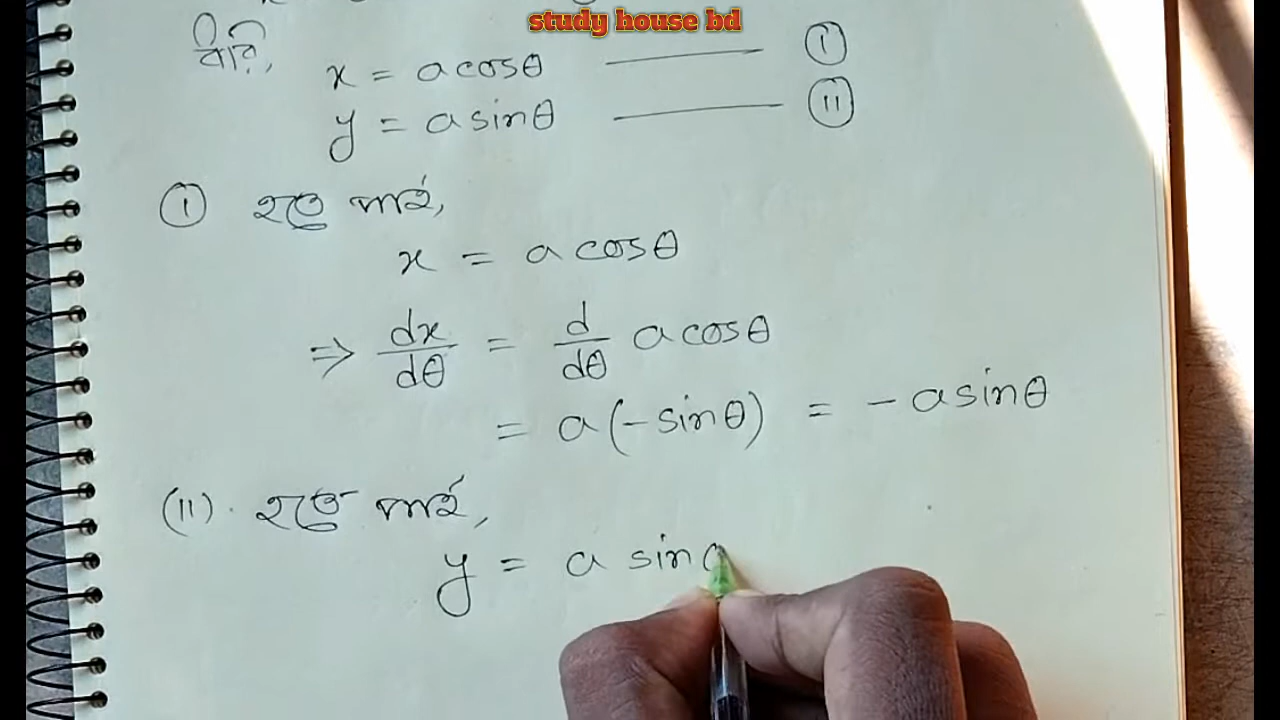 study house bd
ধরি, x = a cosθ ——— (i)
y = a sinθ ——— (ii)
(i) হতে পাই,
x = a cosθ
⇒ dx/dθ = d/dθ a cosθ
= a(-sinθ) = - a sinθ
(ii). হতে পাই,
y = a sin